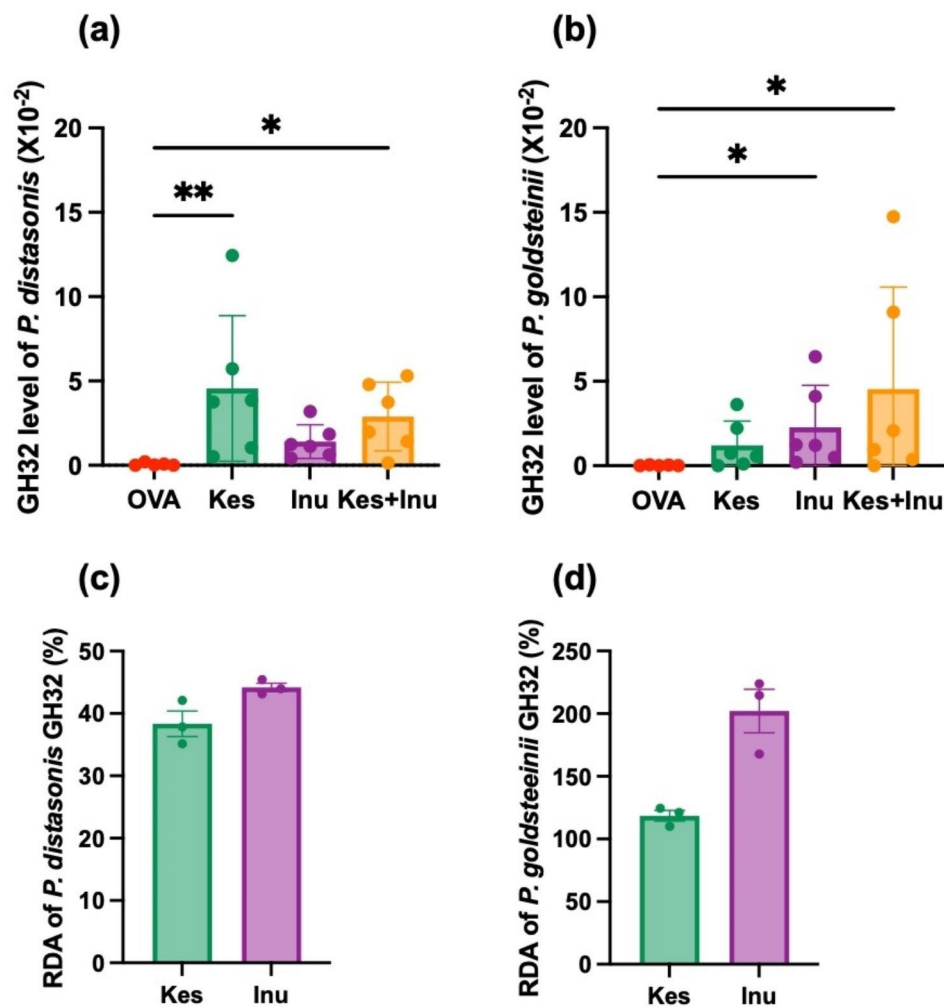 (a)
GH32 level of P. distasonis (X10⁻²)
20
15
10
5
0
**
*
OVA Kes Inu Kes+Inu
(b)
GH32 level of P. goldsteinii (X10⁻²)
20
15
10
5
0
*
*
OVA Kes Inu Kes+Inu
(c)
RDA of P. distasonis GH32 (%)
50
40
30
20
10
0
Kes Inu
(d)
RDA of P. goldsteeinii GH32 (%)
250
200
150
100
50
0
Kes Inu